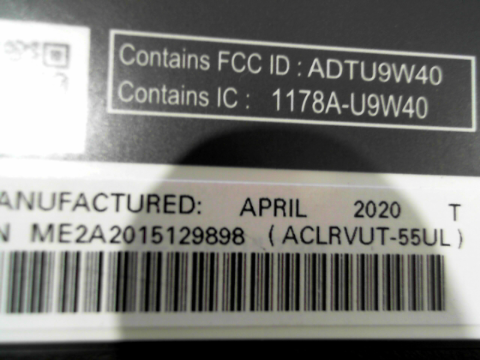 Contains FCC ID : ADTU9W40
Contains IC : 1178A-U9W40
ANUFACTURED: APRIL 2020 T
N ME2A2015129898 (ACLRVUT-55UL)